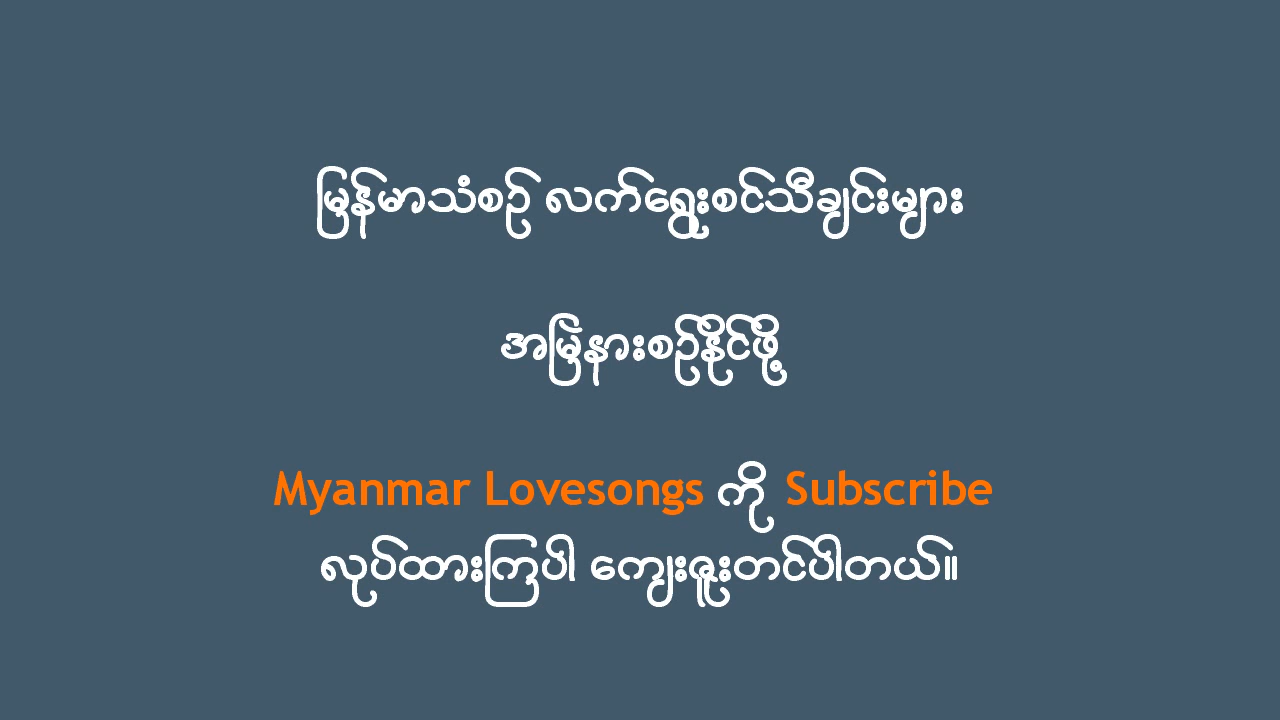 မြန်မာသံစဉ် လက်ရွေးစင်သီချင်းများ
အမြဲနားစဉ်နိုင်ဖို့
Myanmar Lovesongs ကို Subscribe
လုပ်ထားကြပါ ကျေးဇူးတင်ပါတယ်။